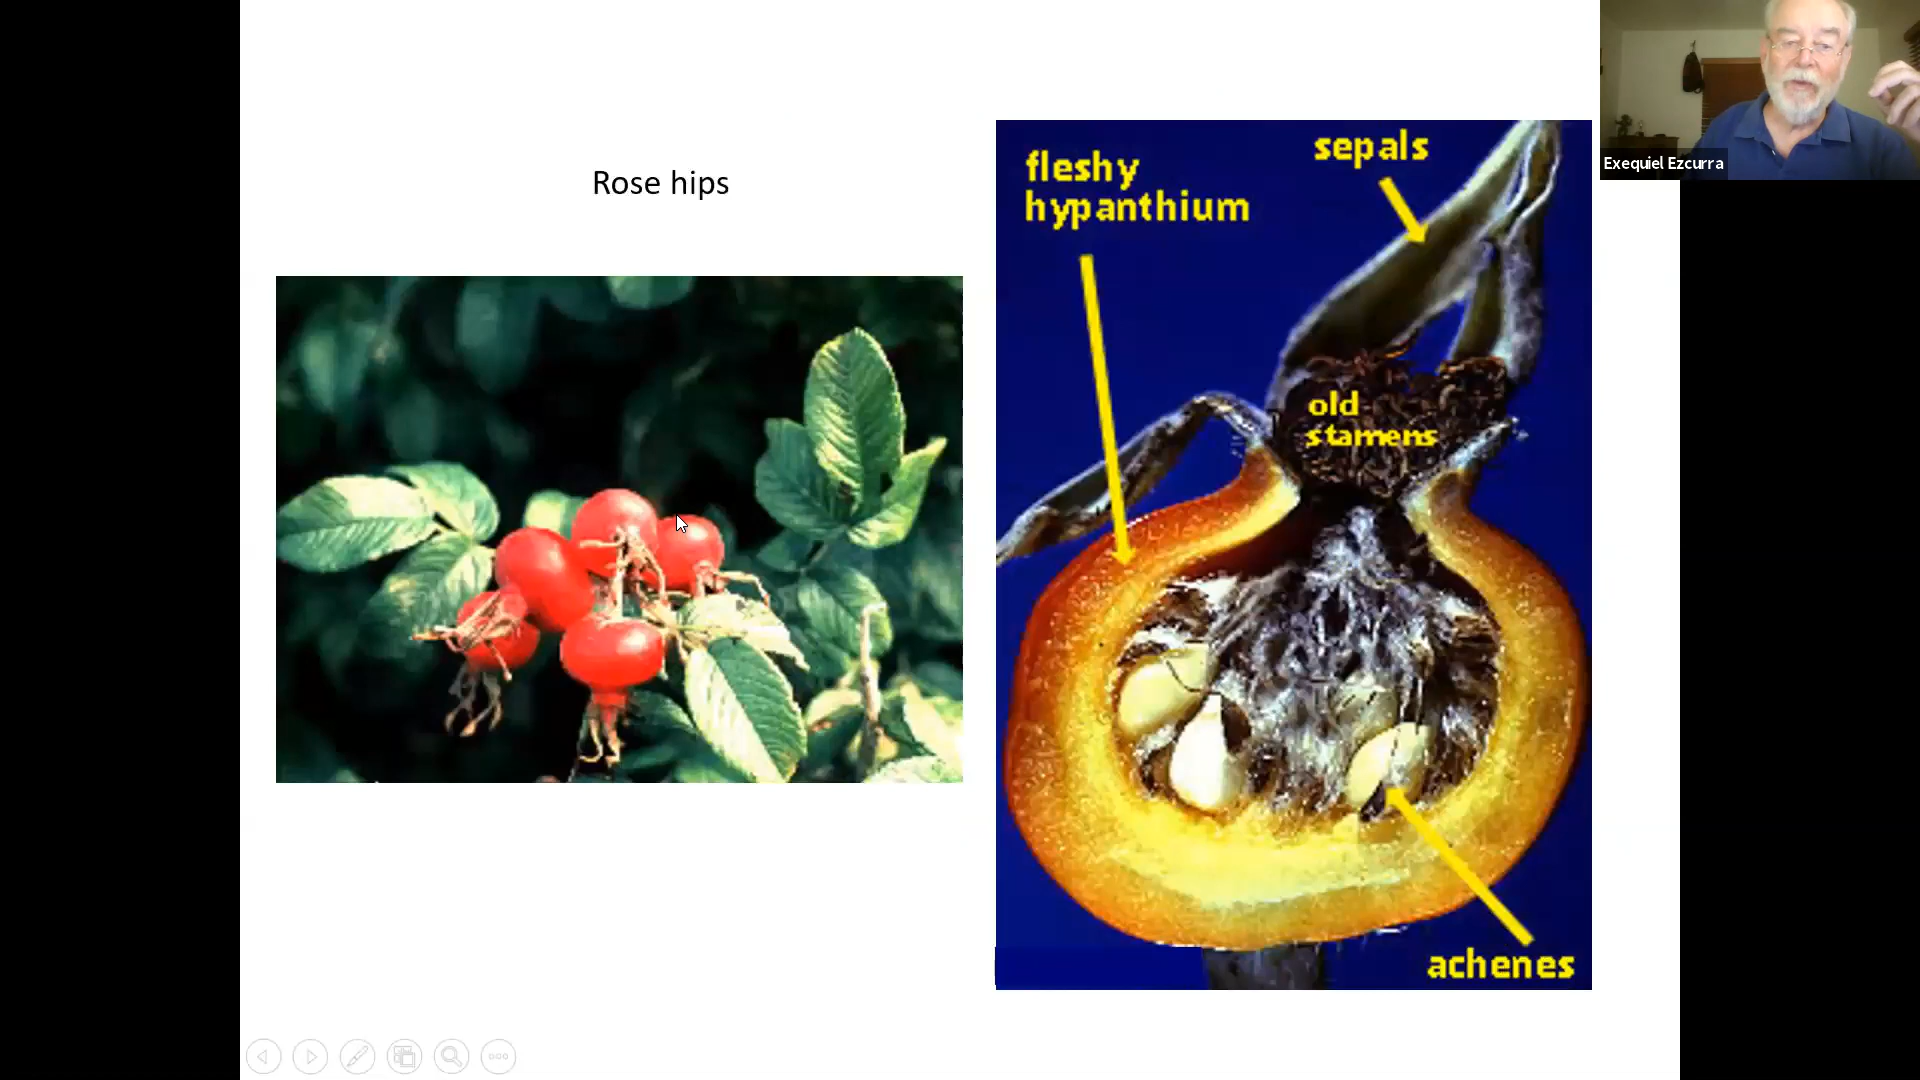 Rose hips
fleshy
hypanthium
sepals
old
stamens
achenes
Exequiel Ezcurra